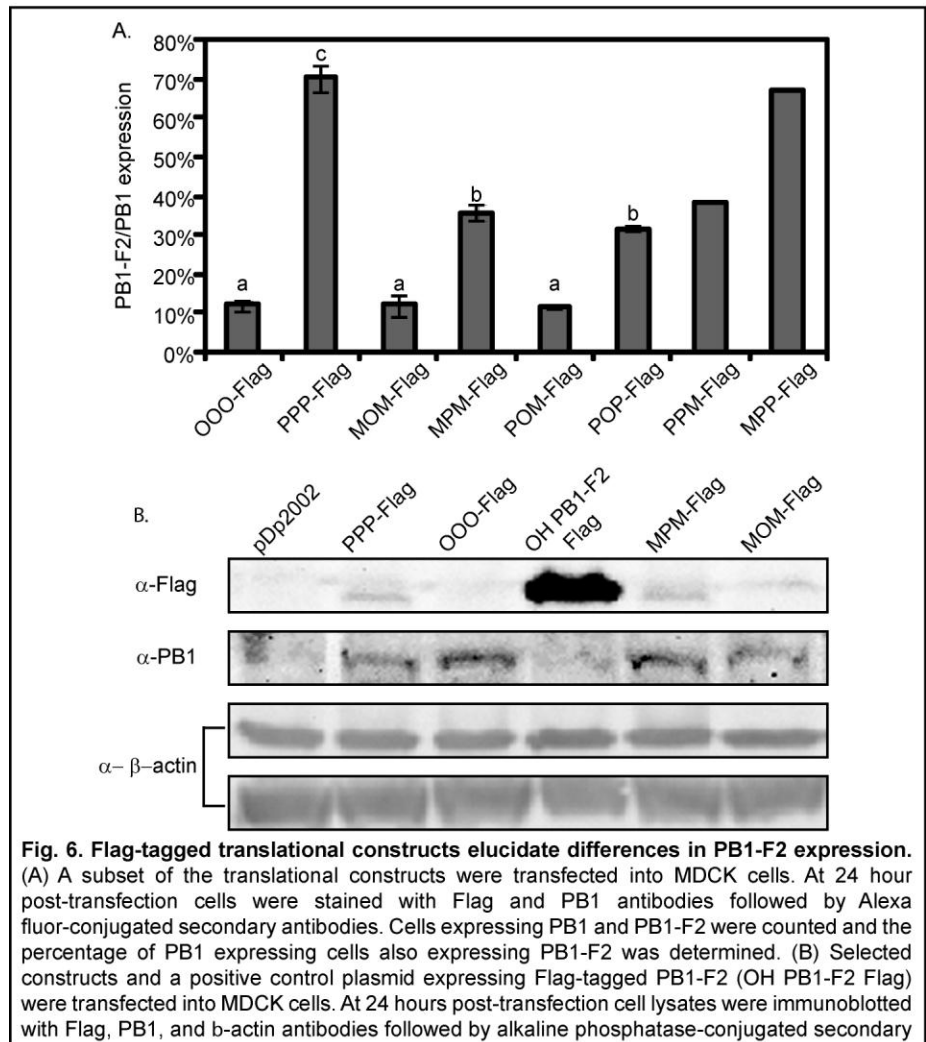 A.
80%
70%
60%
50%
40%
30%
20%
10%
0%
PB1-F2/PB1 expression
a
c
a
b
a
b
OOO-Flag
PPP-Flag
MOM-Flag
MPM-Flag
POM-Flag
POP-Flag
PPM-Flag
MPP-Flag
B.
pDp2002
PPP-Flag
OOO-Flag
OH PB1-F2
Flag
MPM-Flag
MOM-Flag
α-Flag
α-PB1
α– β–actin
Fig. 6. Flag-tagged translational constructs elucidate differences in PB1-F2 expression.
(A) A subset of the translational constructs were transfected into MDCK cells. At 24 hour
post-transfection cells were stained with Flag and PB1 antibodies followed by Alexa
fluor-conjugated secondary antibodies. Cells expressing PB1 and PB1-F2 were counted and the
percentage of PB1 expressing cells also expressing PB1-F2 was determined. (B) Selected
constructs and a positive control plasmid expressing Flag-tagged PB1-F2 (OH PB1-F2 Flag)
were transfected into MDCK cells. At 24 hours post-transfection cell lysates were immunoblotted
with Flag, PB1, and b-actin antibodies followed by alkaline phosphatase-conjugated secondary